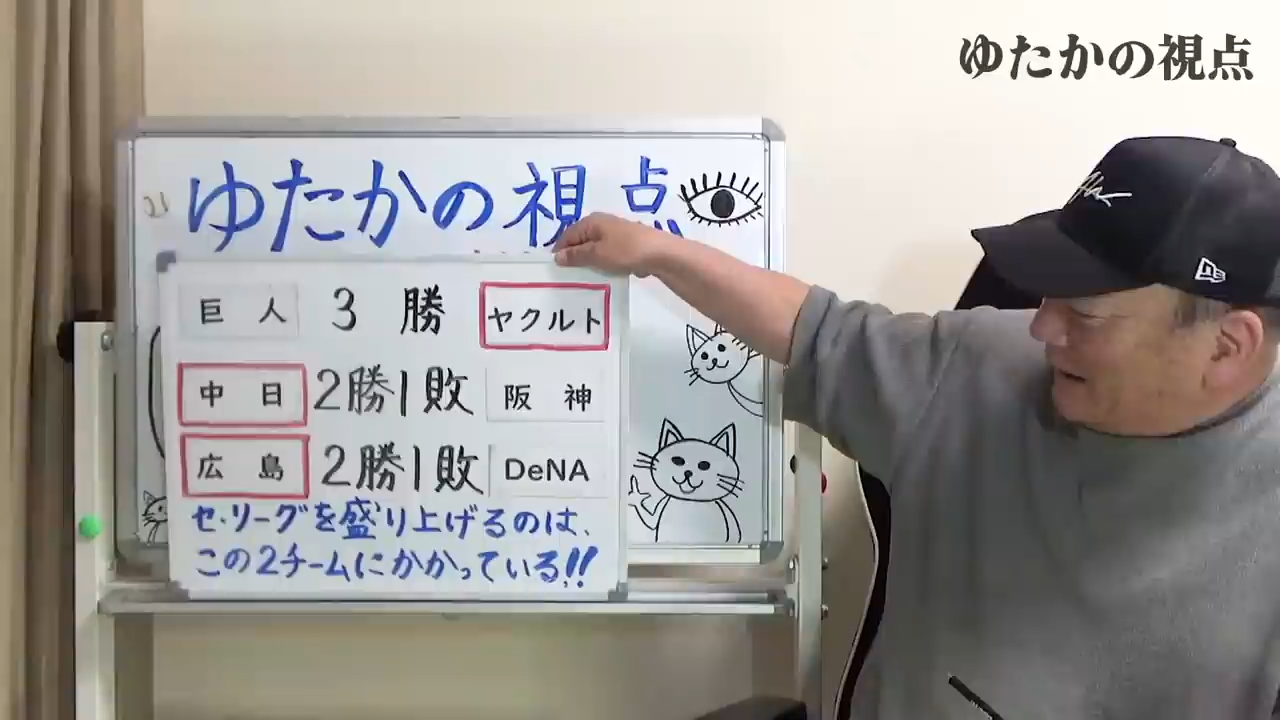 ゆたかの視点
ゆたかの視点
巨人 3勝 ヤクルト
中日 2勝1敗 阪神
広島 2勝1敗 DeNA
セ・リーグを盛り上げるのは、
この2チームにかかっている!!